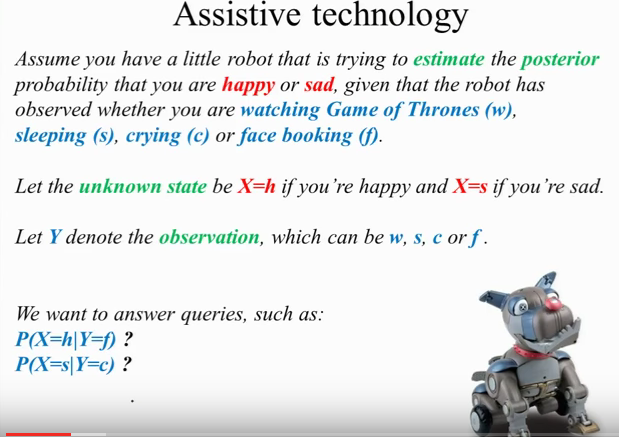 Assistive technology
Assume you have a little robot that is trying to estimate the posterior
probability that you are happy or sad, given that the robot has
observed whether you are watching Game of Thrones (w),
sleeping (s), crying (c) or face booking (f).
Let the unknown state be X=h if you're happy and X=s if you're sad.
Let Y denote the observation, which can be w, s, c or f .
We want to answer queries, such as:
P(X=h|Y=f) ?
P(X=s|Y=c) ?
.